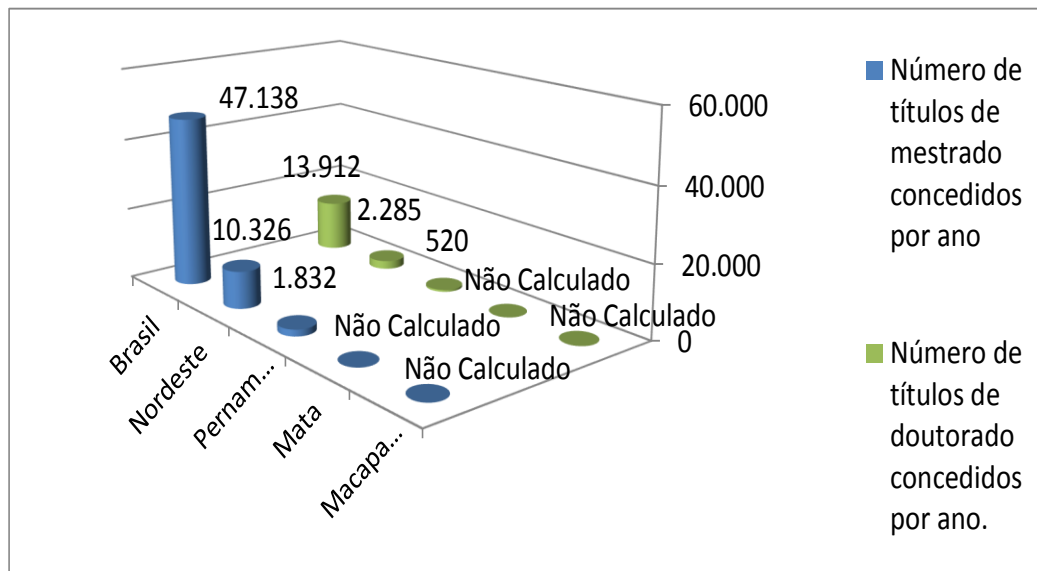 47.138
10.326
1.832
Não Calculado
Não Calculado
13.912
2.285
520
Não Calculado
Não Calculado
60.000
40.000
20.000
0
Brasil
Nordeste
Pernam...
Mata
Macapa...
Número de
títulos de
mestrado
concedidos
por ano
Número de
títulos de
doutorado
concedidos
por ano.